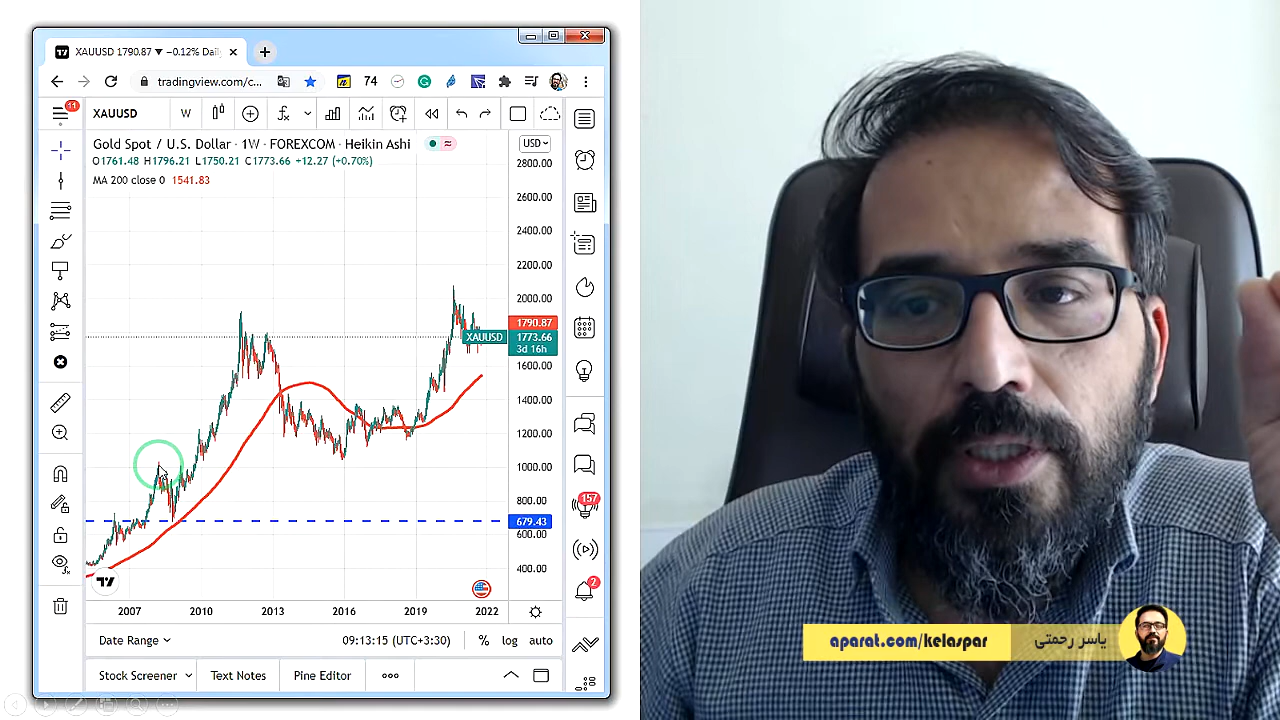 XAUUSD 1790.87 ▼ −0.12% Daily
tradingview.com/c...
74
11
XAUUSD
W
Gold Spot / U.S. Dollar · 1W · FOREXCOM · Heikin Ashi
USD
O1761.48 H1796.21 L1750.21 C1773.66 +12.27 (+0.70%)
MA 200 close 0 1541.83
2800.00
2600.00
2400.00
2200.00
2000.00
1790.87
XAUUSD 1773.66
3d 16h
1600.00
1400.00
1200.00
1000.00
800.00
157
679.43
600.00
400.00
2
2007 2010 2013 2016 2019 2022
Date Range 09:13:15 (UTC+3:30) % log auto
Stock Screener Text Notes Pine Editor
aparat.com/kelaspar یاسر رحمتی